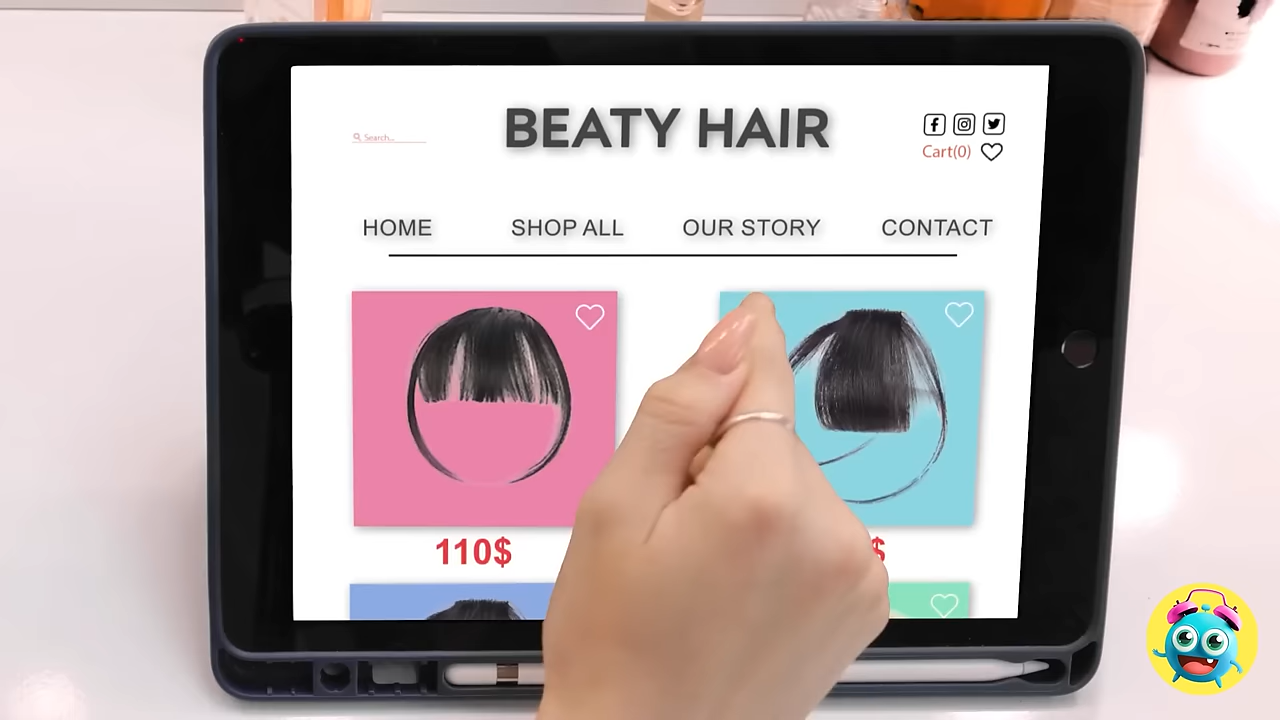 BEATY HAIR
Search...
Cart(0)
HOME SHOP ALL OUR STORY CONTACT
110$
$